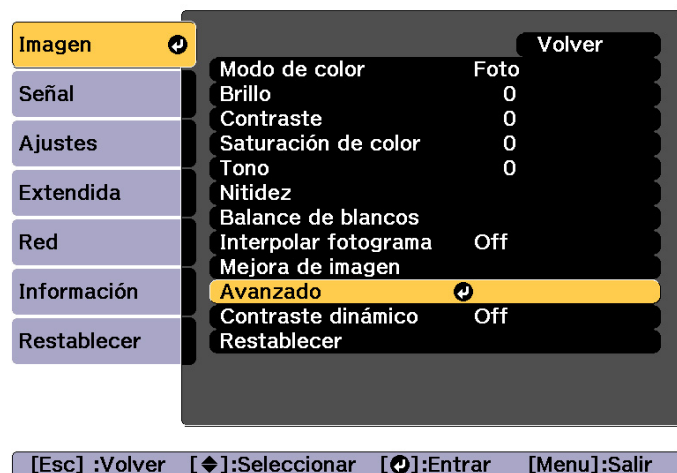 Imagen
Señal
Ajustes
Extendida
Red
Información
Restablecer
Volver
Modo de color Foto
Brillo 0
Contraste 0
Saturación de color 0
Tono 0
Nitidez
Balance de blancos
Interpolar fotograma Off
Mejora de imagen
Avanzado
Contraste dinámico Off
Restablecer
[Esc] :Volver [◆]:Seleccionar [↵]:Entrar [Menu]:Salir